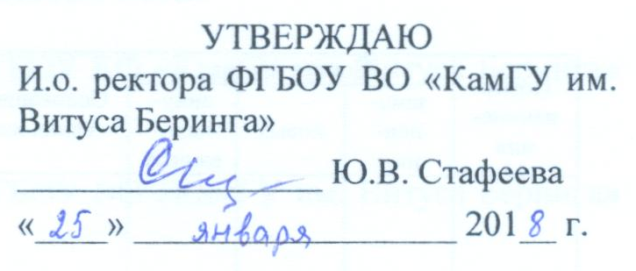 УТВЕРЖДАЮ
И.о. ректора ФГБОУ ВО «КамГУ им.
Витуса Беринга»
Ю.В. Стафеева
«25» января 2018 г.